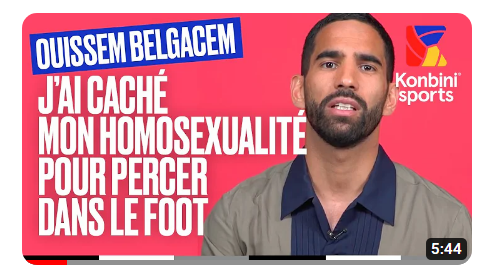 OUISSEM BELGACEM
J'AI CACHÉ
MON HOMOSEXUALITÉ
POUR PERCER
DANS LE FOOT
Konbini
sports
5:44